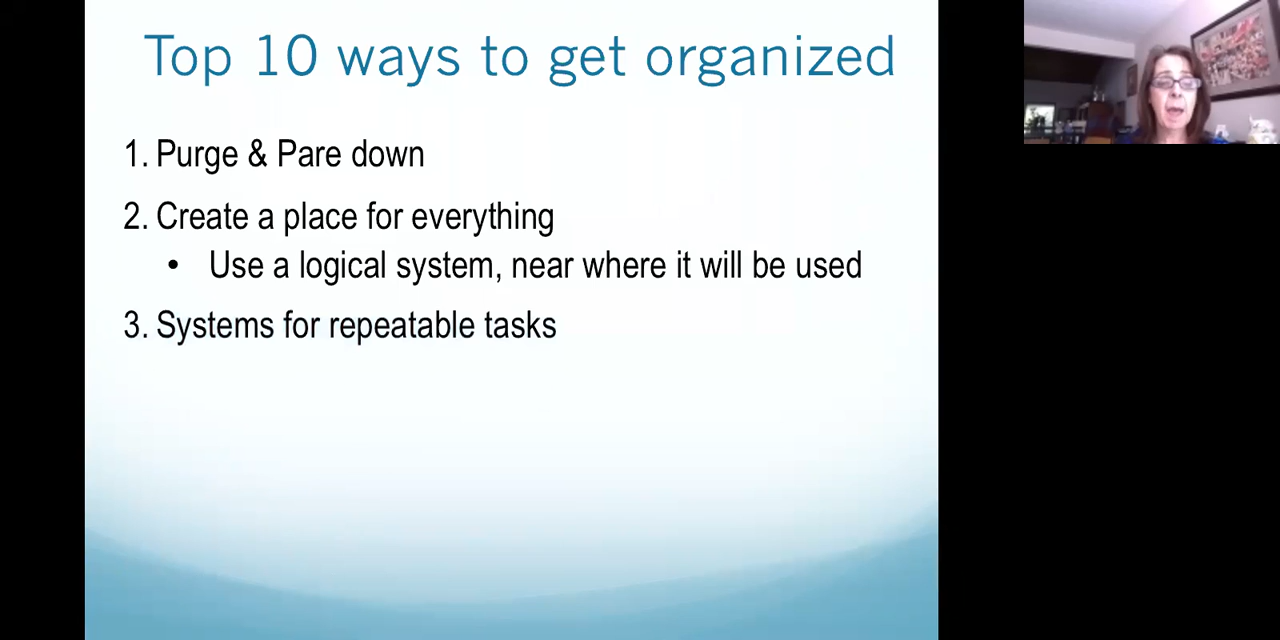 Top 10 ways to get organized
1. Purge & Pare down
2. Create a place for everything
• Use a logical system, near where it will be used
3. Systems for repeatable tasks